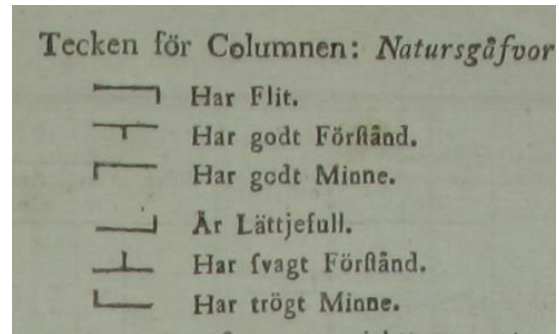 Tecken för Columnen: Natursgåfvor
Har Flit.
Har godt Förſtånd.
Har godt Minne.
Är Lättjefull.
Har ſvagt Förſtånd.
Har trögt Minne.